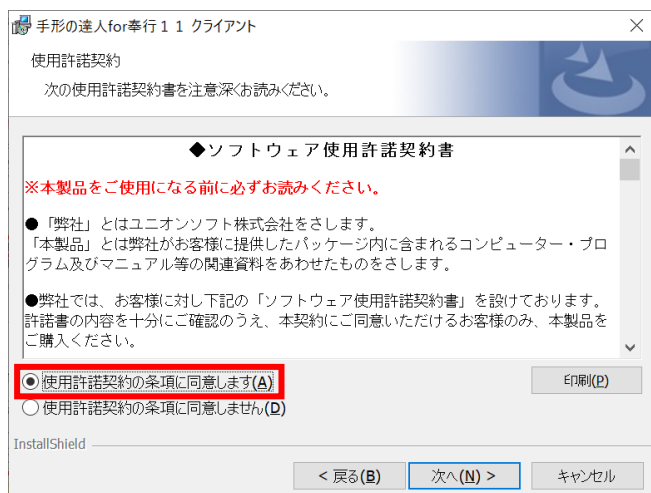 手形の達人for奉行１１ クライアント
使用許諾契約
次の使用許諾契約書を注意深くお読みください。
◆ソフトウェア使用許諾契約書
※本製品をご使用になる前に必ずお読みください。
●「弊社」とはユニオンソフト株式会社をさします。
「本製品」とは弊社がお客様に提供したパッケージ内に含まれるコンピューター・プロ
グラム及びマニュアル等の関連資料をあわせたものをさします。
●弊社では、お客様に対し下記の「ソフトウェア使用許諾契約書」を設けております。
許諾書の内容を十分にご確認のうえ、本契約にご同意いただけるお客様のみ、本製品を
ご購入ください。
使用許諾契約の条項に同意します(A)
印刷(P)
使用許諾契約の条項に同意しません(D)
InstallShield
< 戻る(B)
次へ(N) >
キャンセル